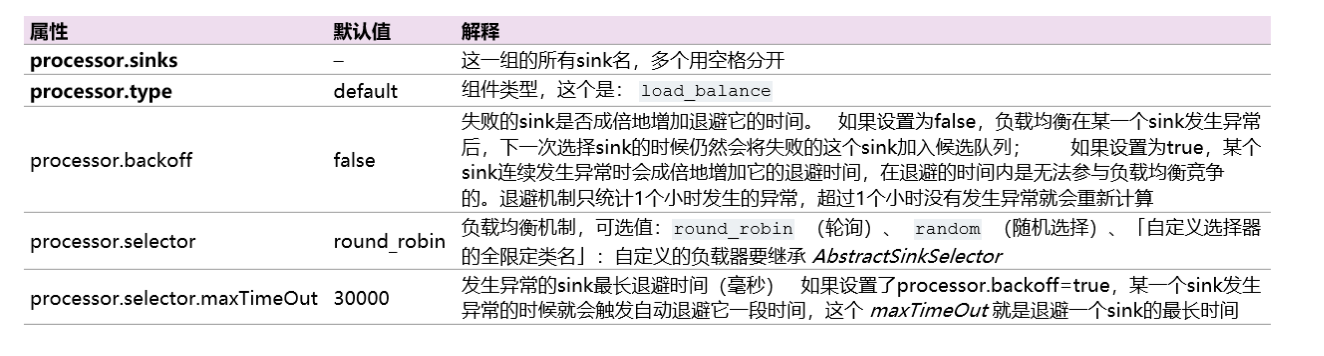 属性 默认值 解释
processor.sinks – 这一组的所有sink名，多个用空格分开
processor.type default 组件类型，这个是： load_balance
失败的sink是否成倍地增加退避它的时间。 如果设置为false，负载均衡在某一个sink发生异常
processor.backoff false 后，下一次选择sink的时候仍然会将失败的这个sink加入候选队列； 如果设置为true，某个
sink连续发生异常时会成倍地增加它的退避时间，在退避的时间内是无法参与负载均衡竞争
的。退避机制只统计1个小时发生的异常，超过1个小时没有发生异常就会重新计算
processor.selector round_robin 负载均衡机制，可选值：round_robin （轮询）、 random （随机选择）、「自定义选择器
的全限定类名」：自定义的负载器要继承 AbstractSinkSelector
processor.selector.maxTimeOut 30000 发生异常的sink最长退避时间（毫秒） 如果设置了processor.backoff=true，某一个sink发生
异常的时候就会触发自动退避它一段时间，这个 maxTimeOut 就是退避一个sink的最长时间